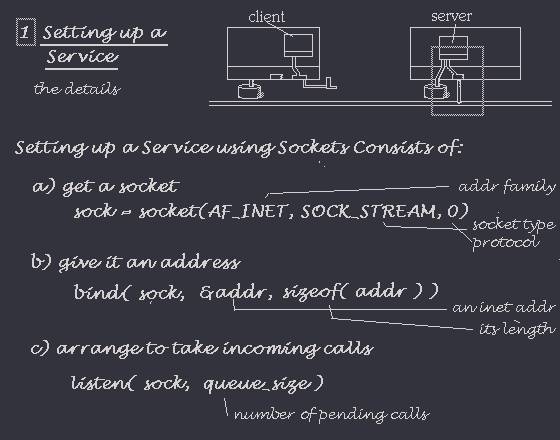 1 Setting up a
Service
the details
client
server
Setting up a Service using Sockets Consists of:
a) get a socket
addr family
sock = socket(AF_INET, SOCK_STREAM, 0)
socket type
protocol
b) give it an address
bind( sock, &addr, sizeof( addr ) )
an inet addr
its length
c) arrange to take incoming calls
listen( sock, queue_size )
number of pending calls